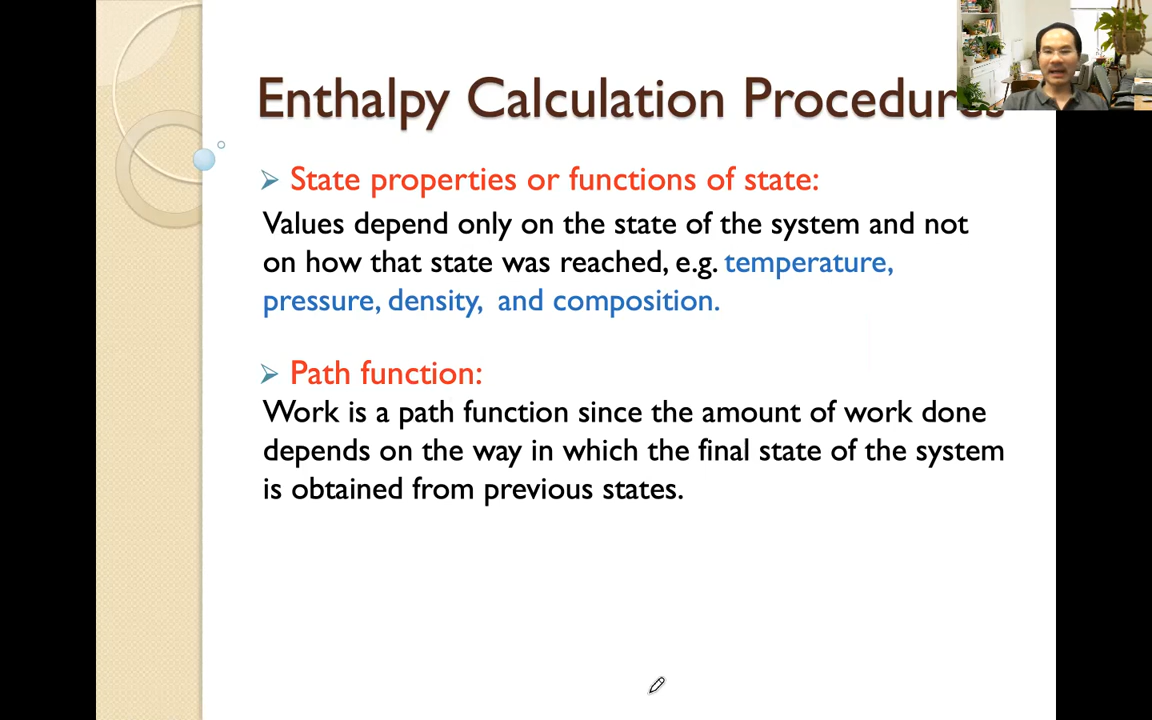 Enthalpy Calculation Procedures
State properties or functions of state:
Values depend only on the state of the system and not
on how that state was reached, e.g. temperature,
pressure, density, and composition.
Path function:
Work is a path function since the amount of work done
depends on the way in which the final state of the system
is obtained from previous states.